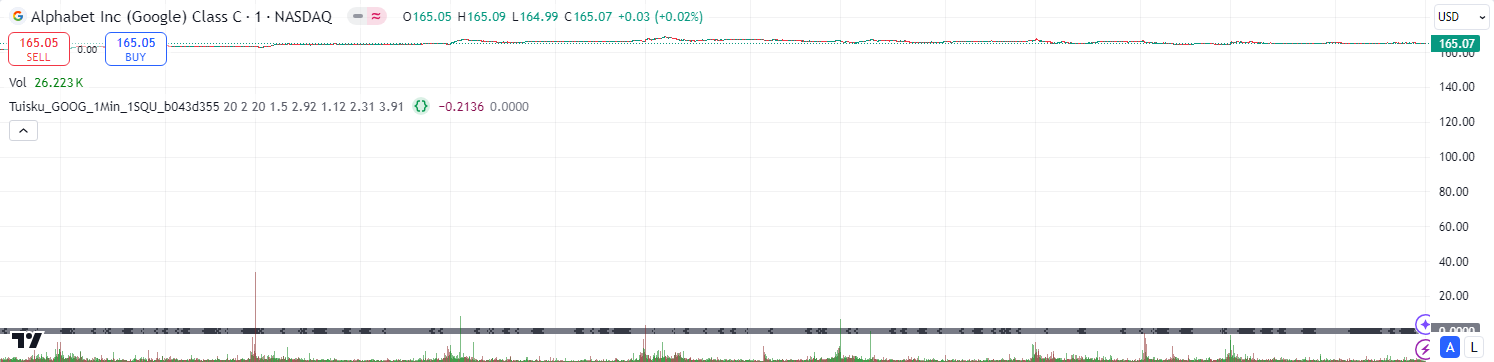 Alphabet Inc (Google) Class C · 1 · NASDAQ O165.05 H165.09 L164.99 C165.07 +0.03 (+0.02%) USD
165.05 SELL 0.00 165.05 BUY
165.07
160.00
Vol 26.223 K
140.00
Tuisku_GOOG_1Min_1SQU_b043d355 20 2 20 1.5 2.92 1.12 2.31 3.91 −0.2136 0.0000
120.00
100.00
80.00
60.00
40.00
20.00
0.0000
A L